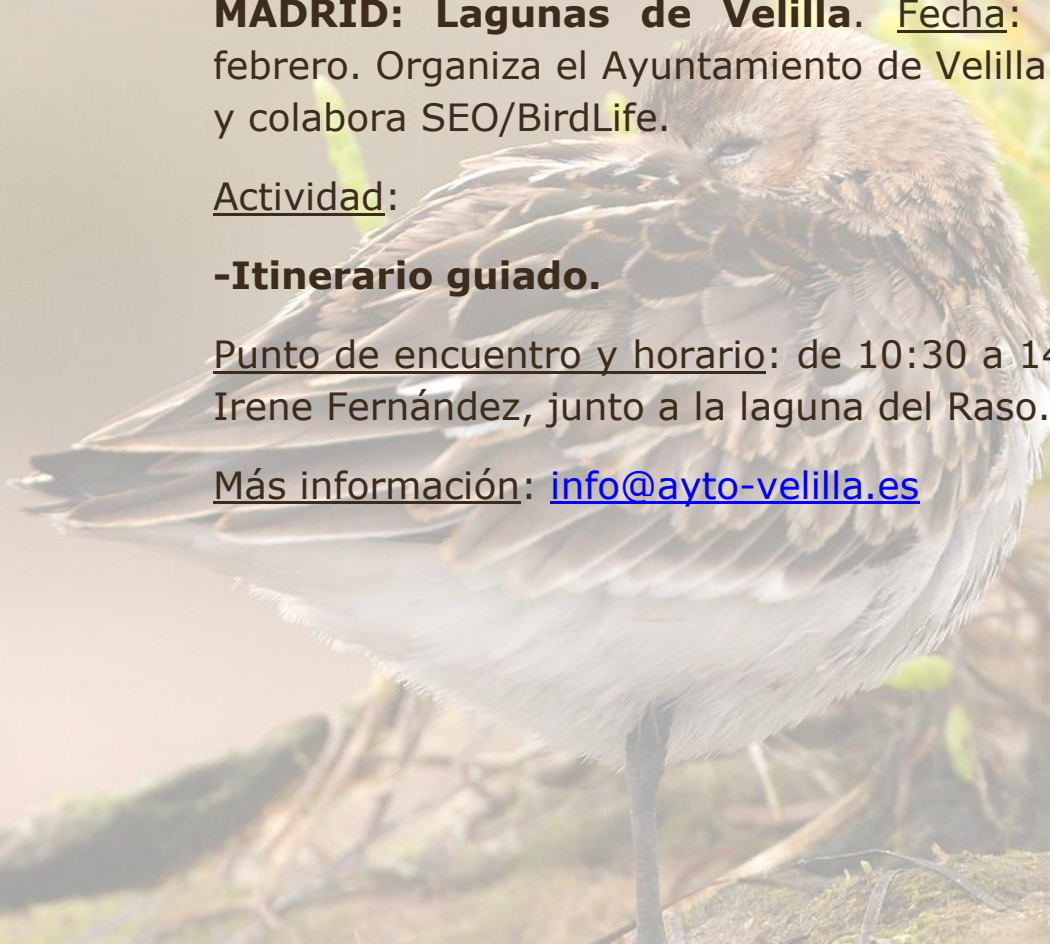 MADRID: Lagunas de Velilla. Fecha:
febrero. Organiza el Ayuntamiento de Velilla
y colabora SEO/BirdLife.
Actividad:
-Itinerario guiado.
Punto de encuentro y horario: de 10:30 a
Irene Fernández, junto a la laguna del Raso.
Más información: info@ayto-velilla.es